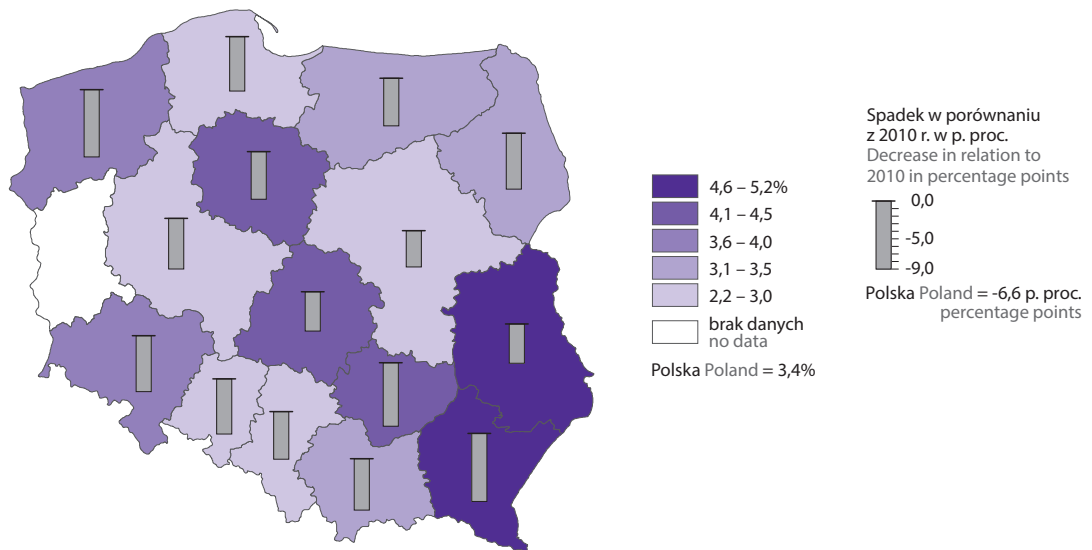 4,6 – 5,2%
4,1 – 4,5
3,6 – 4,0
3,1 – 3,5
2,2 – 3,0
brak danych
no data
Polska Poland = 3,4%
Spadek w porównaniu
z 2010 r. w p. proc.
Decrease in relation to
2010 in percentage points
0,0
-5,0
-9,0
Polska Poland = -6,6 p. proc.
percentage points